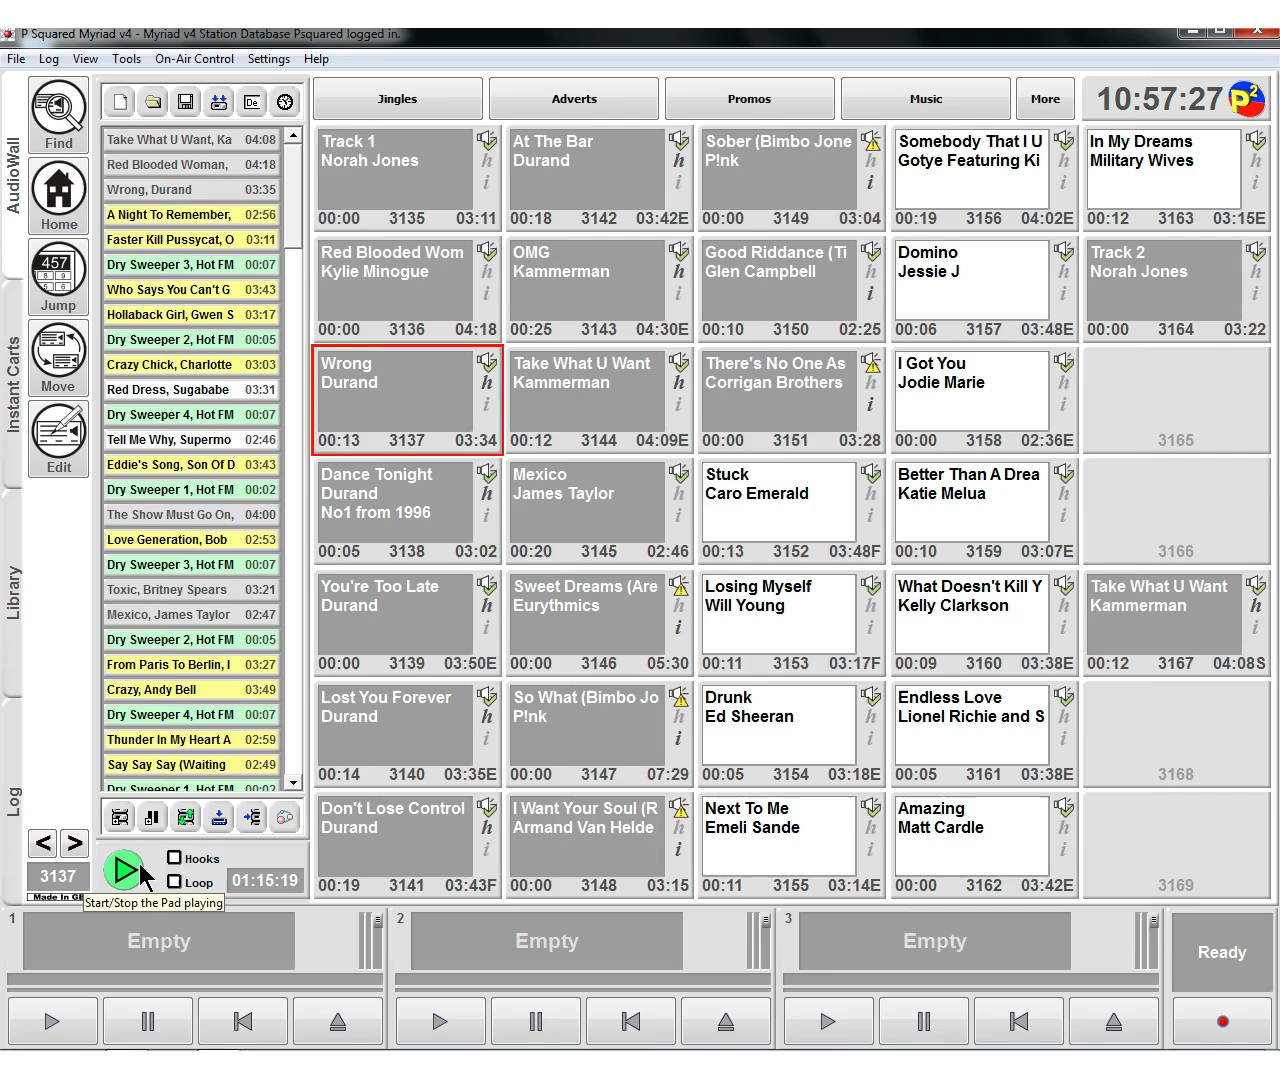 P Squared Myriad v4 - Myriad v4 Station Database Psquared logged in.
File Log View Tools On-Air Control Settings Help
AudioWall
Instant Carts
Library
Log
Find
Home
457
8 9
5 6
Jump
Move
Edit
< >
3137
De
Take What U Want, Ka 04:08
Red Blooded Woman, 04:18
Wrong, Durand 03:35
A Night To Remember, 02:56
Faster Kill Pussycat, O 03:11
Dry Sweeper 3, Hot FM 00:07
Who Says You Can't G 03:43
Hollaback Girl, Gwen S 03:17
Dry Sweeper 2, Hot FM 00:05
Crazy Chick, Charlotte 03:03
Red Dress, Sugababe 03:31
Dry Sweeper 4, Hot FM 00:07
Tell Me Why, Supermo 02:46
Eddie's Song, Son Of D 03:43
Dry Sweeper 1, Hot FM 00:02
The Show Must Go On, 04:00
Love Generation, Bob 02:53
Dry Sweeper 3, Hot FM 00:07
Toxic, Britney Spears 03:21
Mexico, James Taylor 02:47
Dry Sweeper 2, Hot FM 00:05
From Paris To Berlin, I 03:27
Crazy, Andy Bell 03:49
Dry Sweeper 4, Hot FM 00:07
Thunder In My Heart A 02:59
Say Say Say (Waiting 02:49
Dry Sweeper 1, Hot FM 00:02
Hooks
Loop 01:15:19
Start/Stop the Pad playing
Jingles Adverts Promos Music More
10:57:27 P2
Track 1
Norah Jones
h
i
00:00 3135 03:11
At The Bar
Durand
h
i
00:18 3142 03:42E
Sober (Bimbo Jone
P!nk
h
i
00:00 3149 03:04
Somebody That I U
Gotye Featuring Ki
h
i
00:19 3156 04:02E
In My Dreams
Military Wives
h
i
00:12 3163 03:15E
Red Blooded Wom
Kylie Minogue
h
i
00:00 3136 04:18
OMG
Kammerman
h
i
00:25 3143 04:30E
Good Riddance (Ti
Glen Campbell
h
i
00:10 3150 02:25
Domino
Jessie J
h
i
00:06 3157 03:48E
Track 2
Norah Jones
h
i
00:00 3164 03:22
Wrong
Durand
h
i
00:13 3137 03:34
Take What U Want
Kammerman
h
i
00:12 3144 04:09E
There's No One As
Corrigan Brothers
h
i
00:00 3151 03:28
I Got You
Jodie Marie
h
i
00:00 3158 02:36E
3165
Dance Tonight
Durand
No1 from 1996
h
i
00:05 3138 03:02
Mexico
James Taylor
h
i
00:20 3145 02:46
Stuck
Caro Emerald
h
i
00:13 3152 03:48F
Better Than A Drea
Katie Melua
h
i
00:10 3159 03:07E
3166
You're Too Late
Durand
h
i
00:00 3139 03:50E
Sweet Dreams (Are
Eurythmics
h
i
00:00 3146 05:30
Losing Myself
Will Young
h
i
00:11 3153 03:17F
What Doesn't Kill Y
Kelly Clarkson
h
i
00:09 3160 03:38E
Take What U Want
Kammerman
h
i
00:12 3167 04:08S
Lost You Forever
Durand
h
i
00:14 3140 03:35E
So What (Bimbo Jo
P!nk
h
i
00:00 3147 07:29
Drunk
Ed Sheeran
h
i
00:05 3154 03:18E
Endless Love
Lionel Richie and S
h
i
00:05 3161 03:38E
3168
Don't Lose Control
Durand
h
i
00:19 3141 03:43F
I Want Your Soul (R
Armand Van Helde
h
i
00:00 3148 03:15
Next To Me
Emeli Sande
h
i
00:11 3155 03:14E
Amazing
Matt Cardle
h
i
00:00 3162 03:42E
3169
1 Empty
2 Empty
3 Empty
Ready